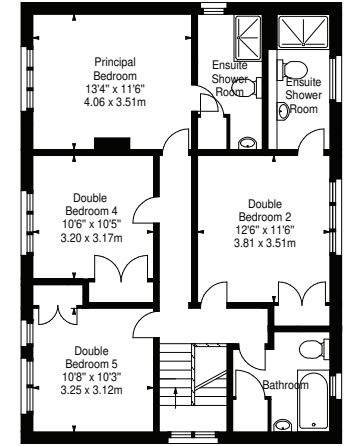 Principal
Bedroom
13'4" x 11'6"
4.06 x 3.51m
Ensuite
Shower
Room
Ensuite
Shower
Room
Double
Bedroom 4
10'6" x 10'5"
3.20 x 3.17m
Double
Bedroom 2
12'6" x 11'6"
3.81 x 3.51m
Double
Bedroom 5
10'8" x 10'3"
3.25 x 3.12m
Bathroom